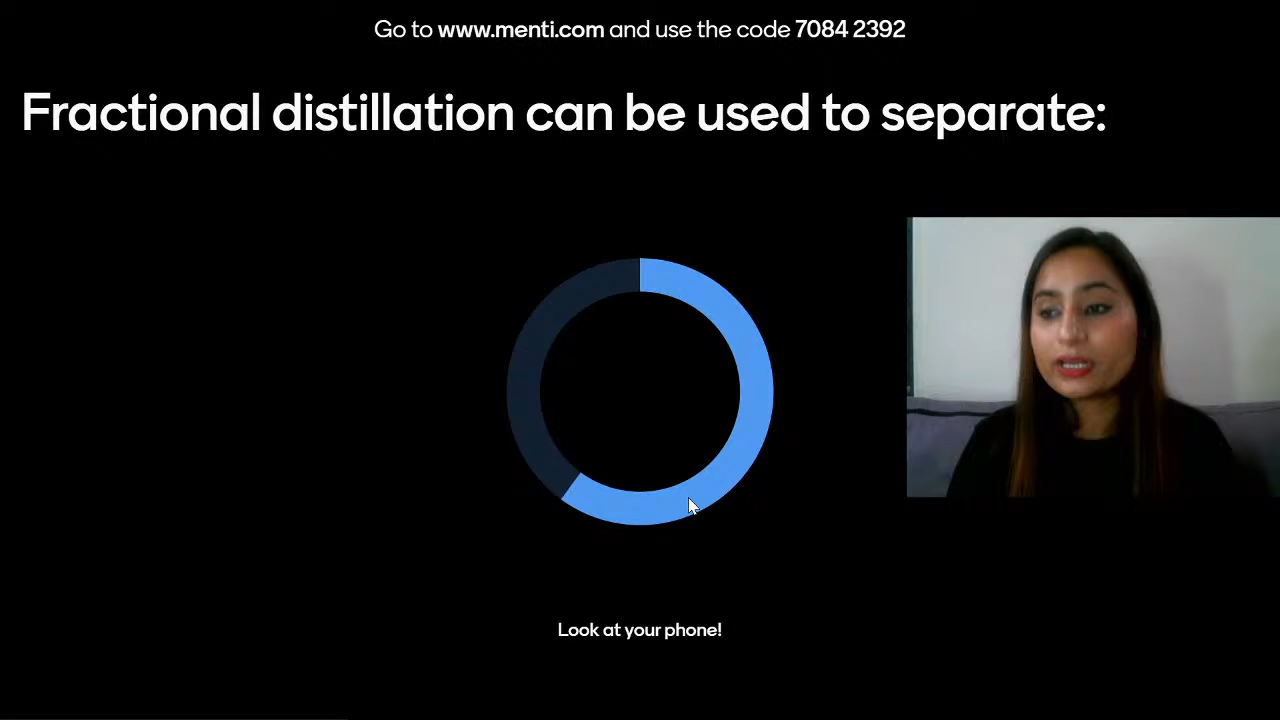 Go to www.menti.com and use the code 7084 2392
Fractional distillation can be used to separate:
Look at your phone!